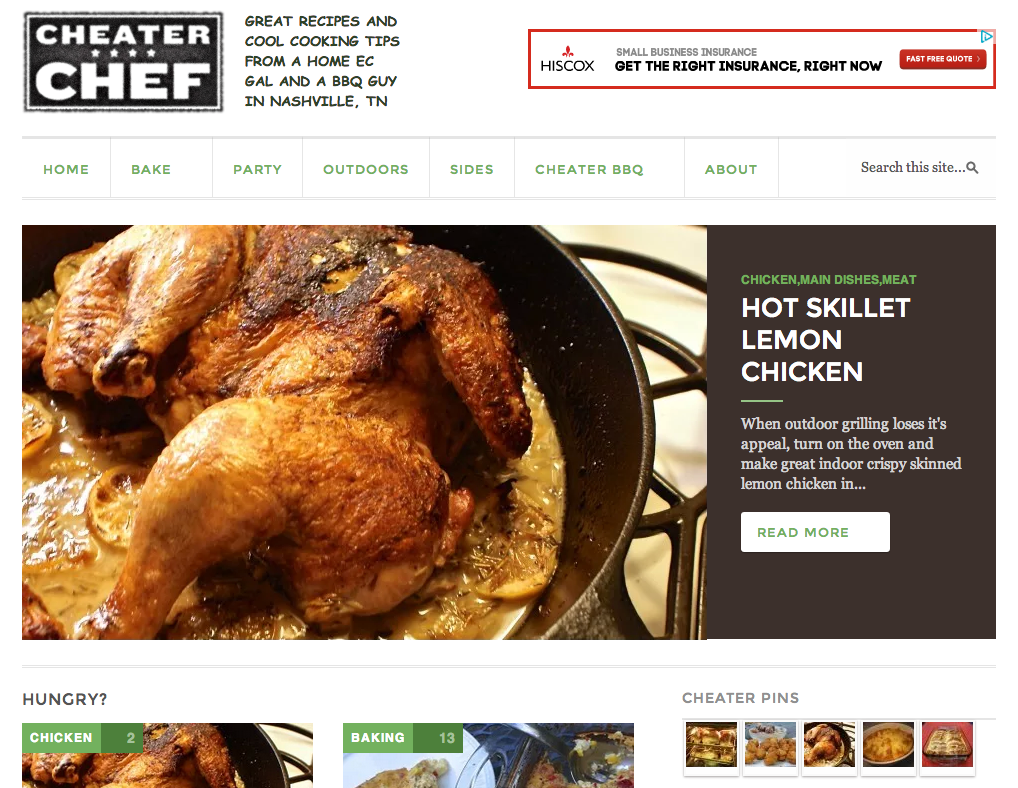 CHEATER
CHEF
GREAT RECIPES AND
COOL COOKING TIPS
FROM A HOME EC
GAL AND A BBQ GUY
IN NASHVILLE, TN
HISCOX
SMALL BUSINESS INSURANCE
GET THE RIGHT INSURANCE, RIGHT NOW
FAST FREE QUOTE
HOME
BAKE
PARTY
OUTDOORS
SIDES
CHEATER BBQ
ABOUT
Search this site...
CHICKEN,MAIN DISHES,MEAT
HOT SKILLET
LEMON
CHICKEN
When outdoor grilling loses it's
appeal, turn on the oven and
make great indoor crispy skinned
lemon chicken in...
READ MORE
HUNGRY?
CHICKEN 2
BAKING 13
CHEATER PINS